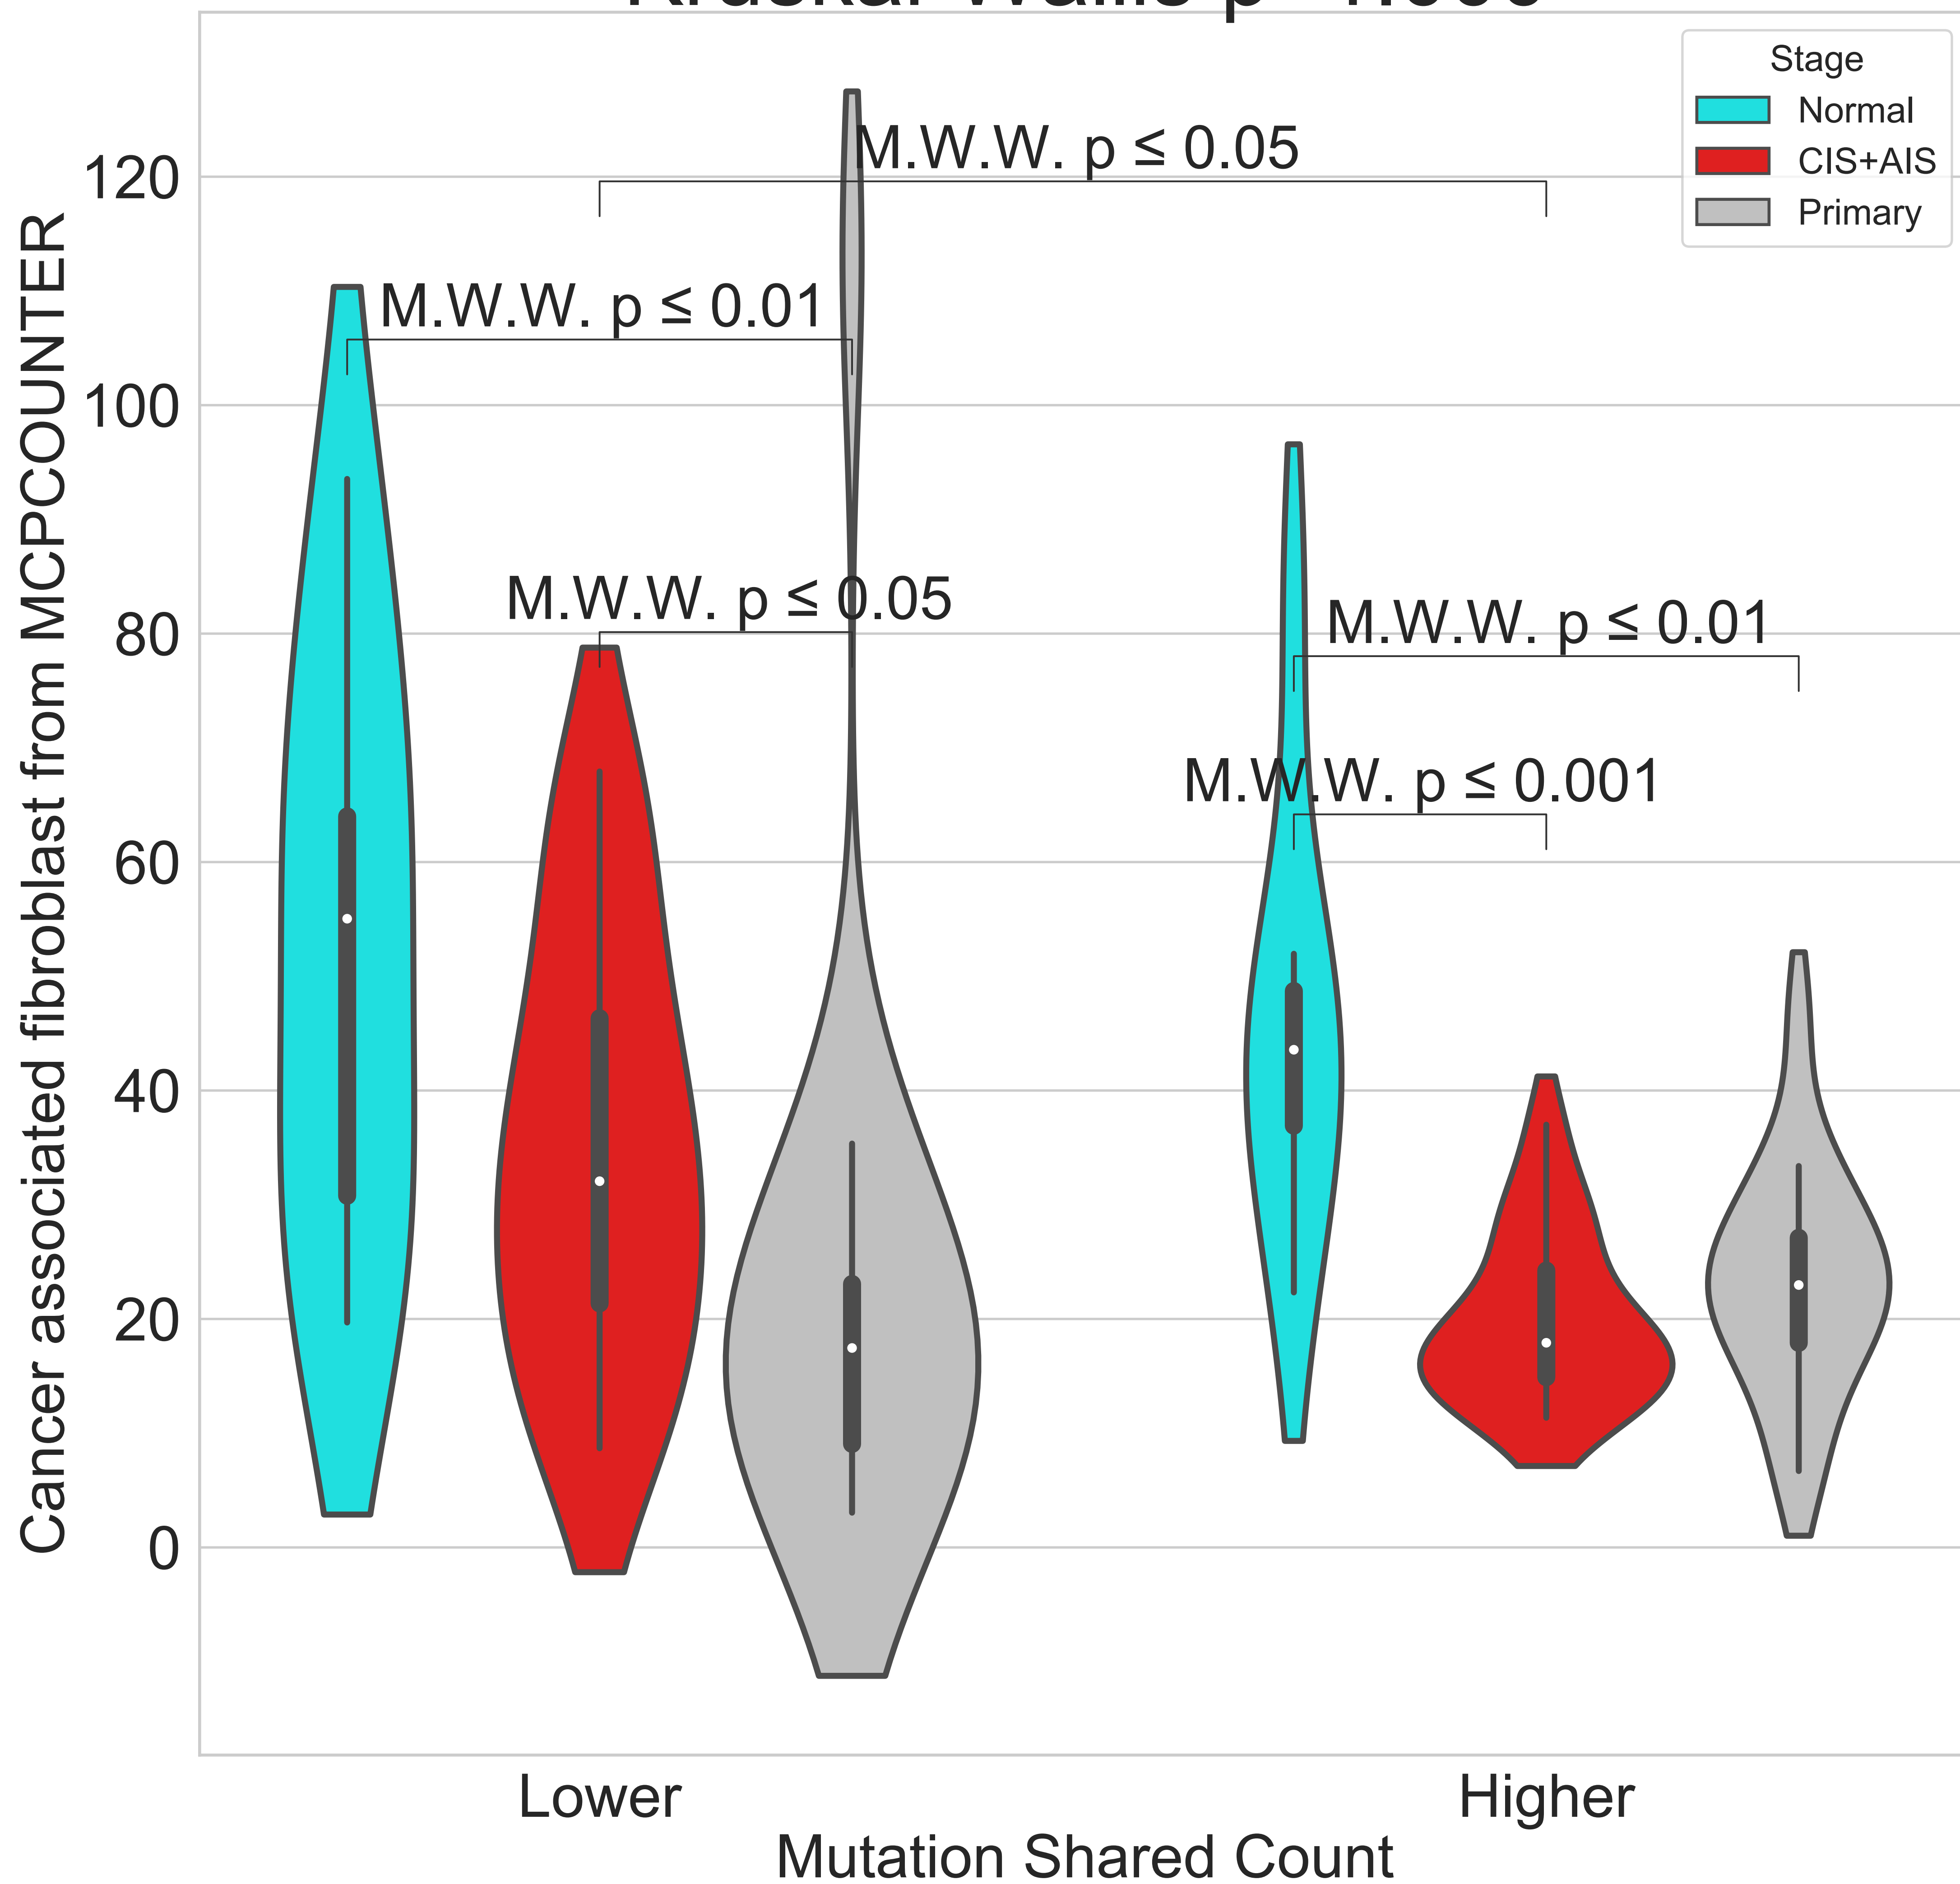 Stage
Normal
CIS+AIS
Primary
M.W.W. p ≤ 0.05
M.W.W. p ≤ 0.01
M.W.W. p ≤ 0.05
M.W.W. p ≤ 0.01
M.W.W. p ≤ 0.001
120
100
80
60
40
20
0
Cancer associated fibroblast from MCPCOUNTER
Lower
Higher
Mutation Shared Count